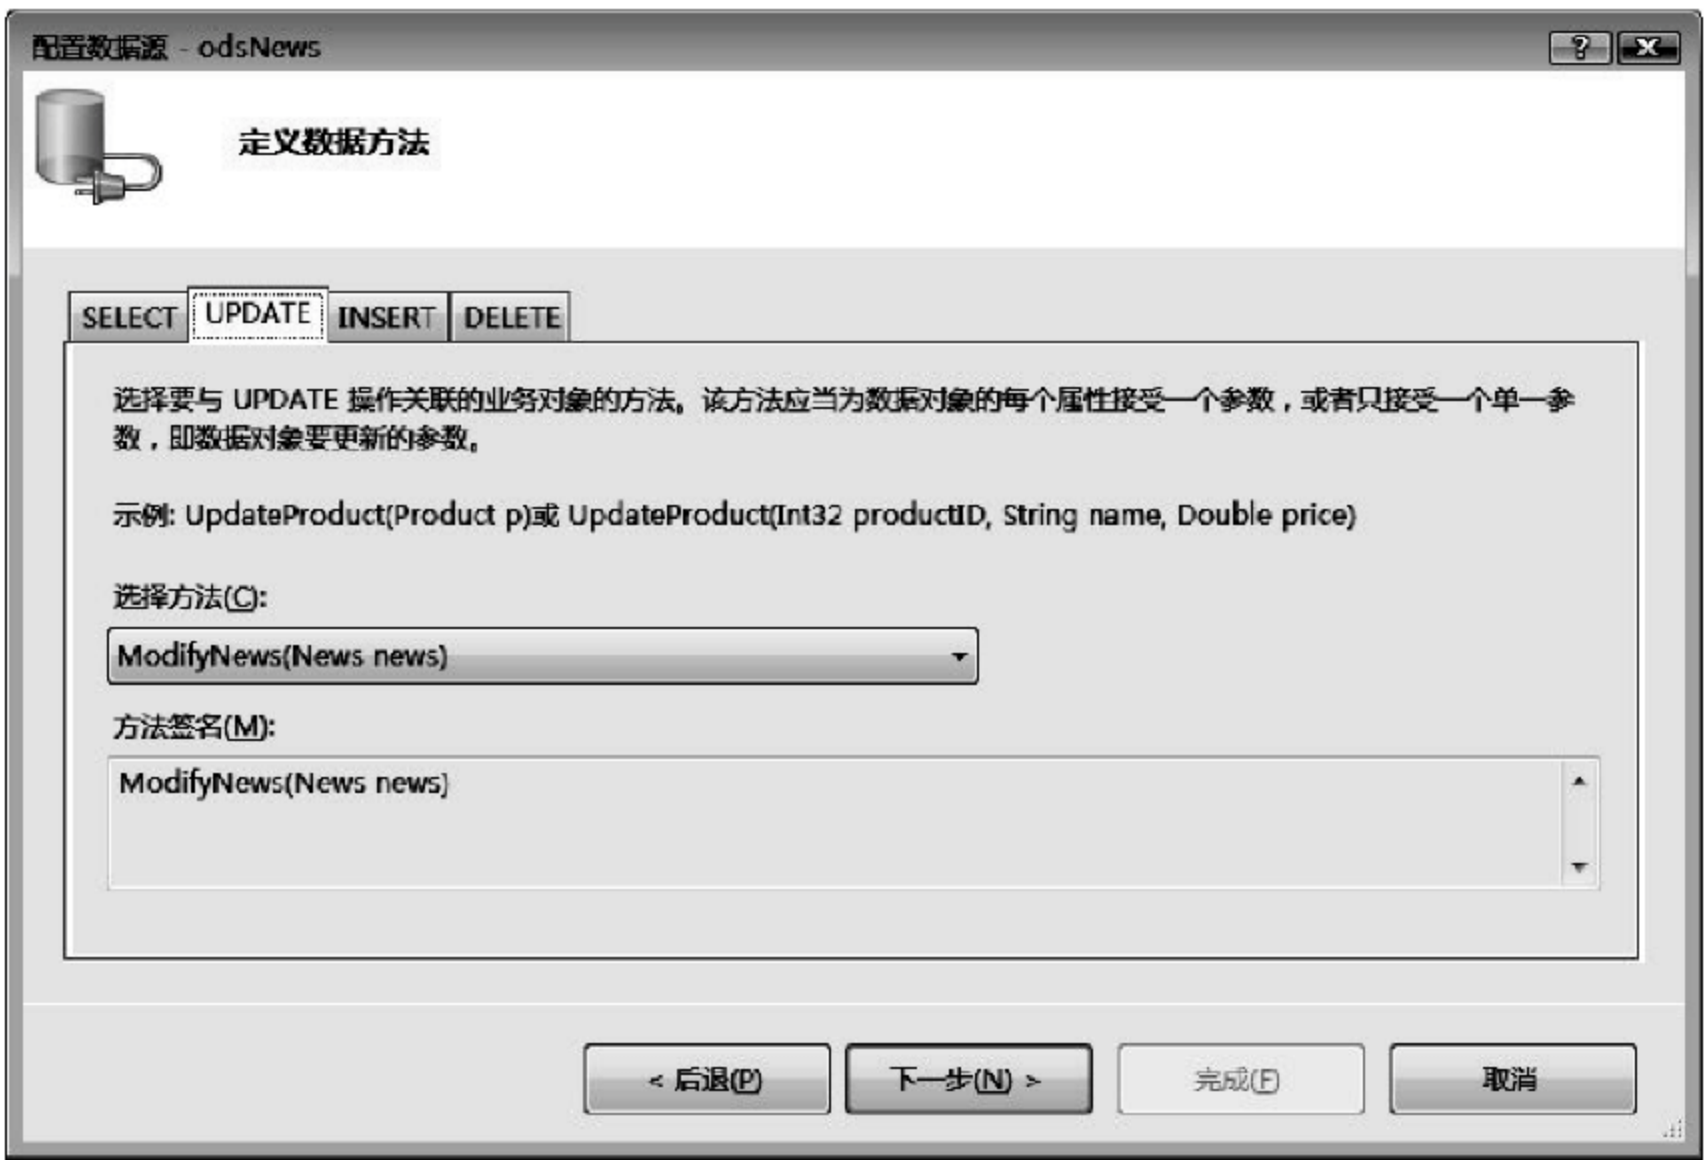 配置数据源 - odsNews
定义数据方法
SELECT UPDATE INSERT DELETE
选择要与 UPDATE 操作关联的业务对象的方法。该方法应当为数据对象的每个属性接受一个参数，或者只接受一个单一参
数，即数据对象要更新的参数。
示例: UpdateProduct(Product p)或 UpdateProduct(Int32 productID, String name, Double price)
选择方法(C):
ModifyNews(News news)
方法签名(M):
ModifyNews(News news)
< 后退(P) 下一步(N) > 完成(F) 取消